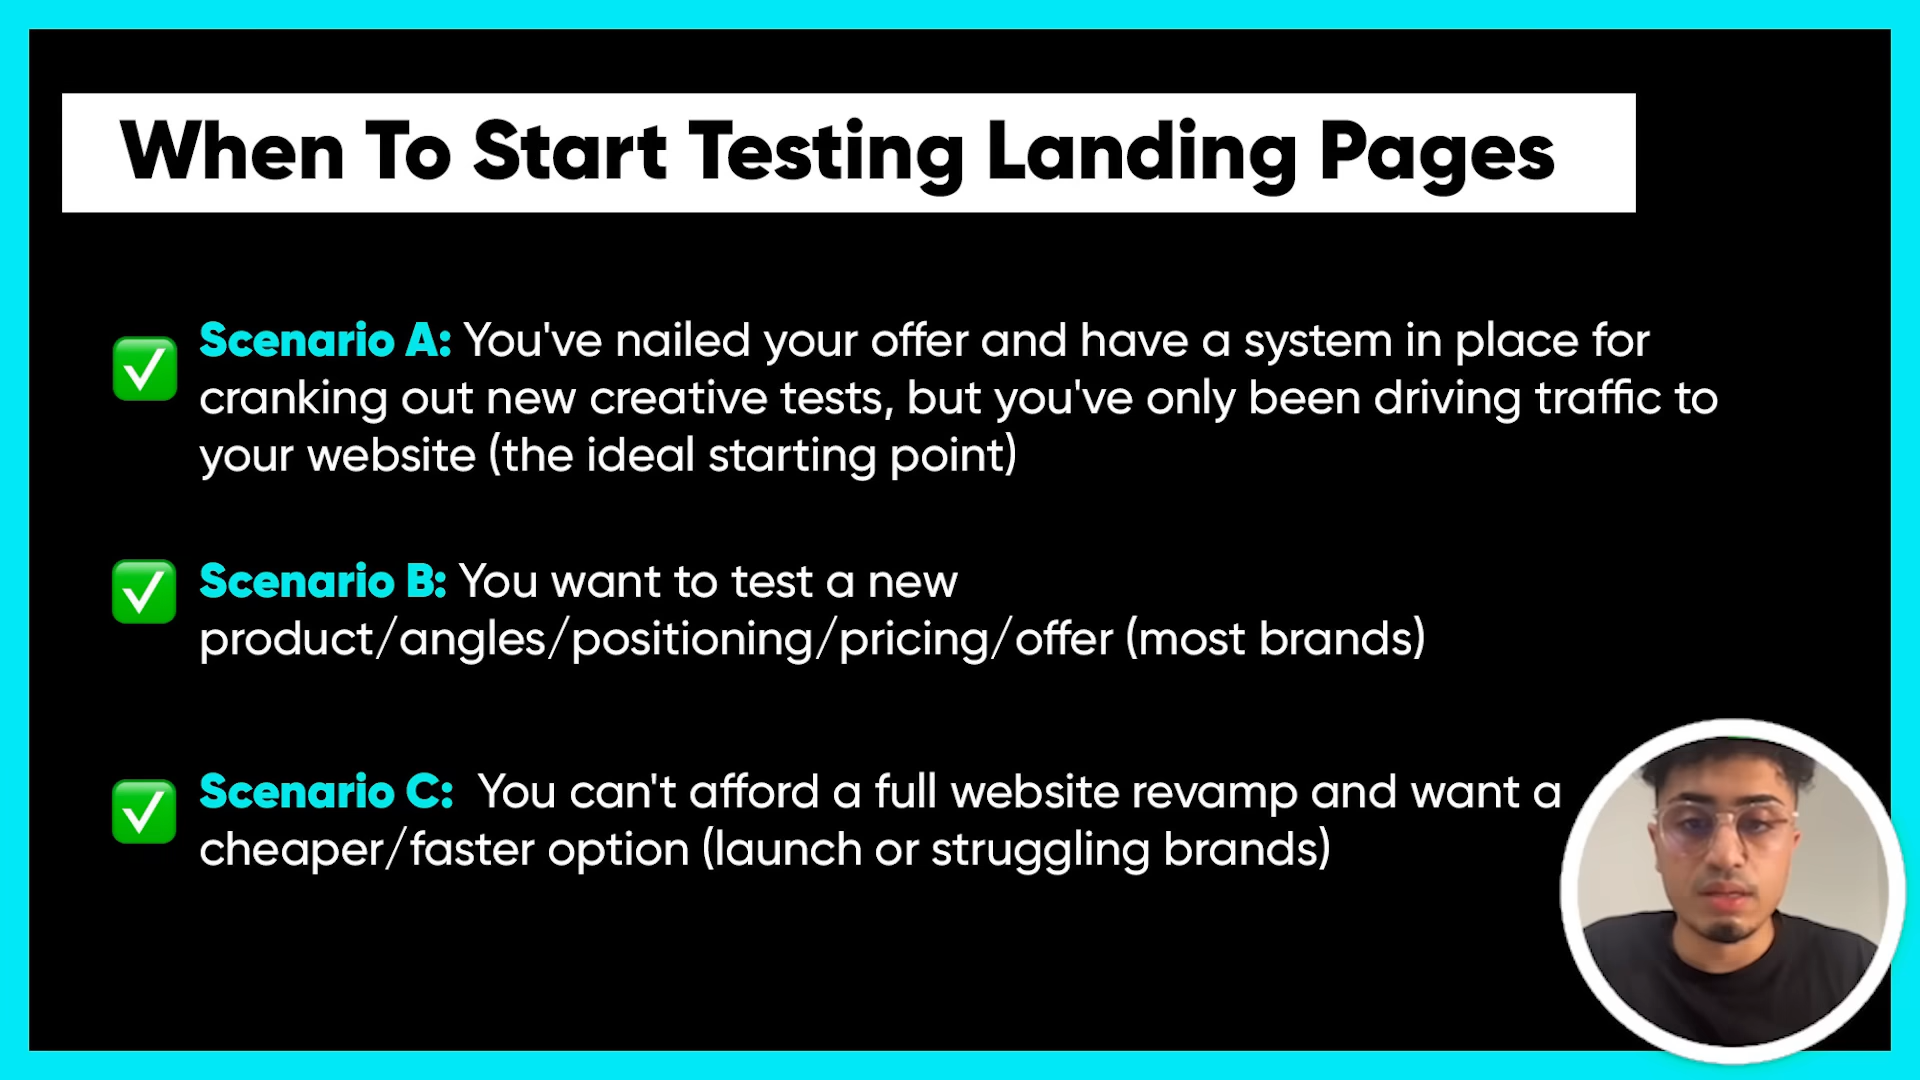 When To Start Testing Landing Pages
Scenario A: You've nailed your offer and have a system in place for
cranking out new creative tests, but you've only been driving traffic to
your website (the ideal starting point)
Scenario B: You want to test a new
product/angles/positioning/pricing/offer (most brands)
Scenario C: You can't afford a full website revamp and want a
cheaper/faster option (launch or struggling brands)